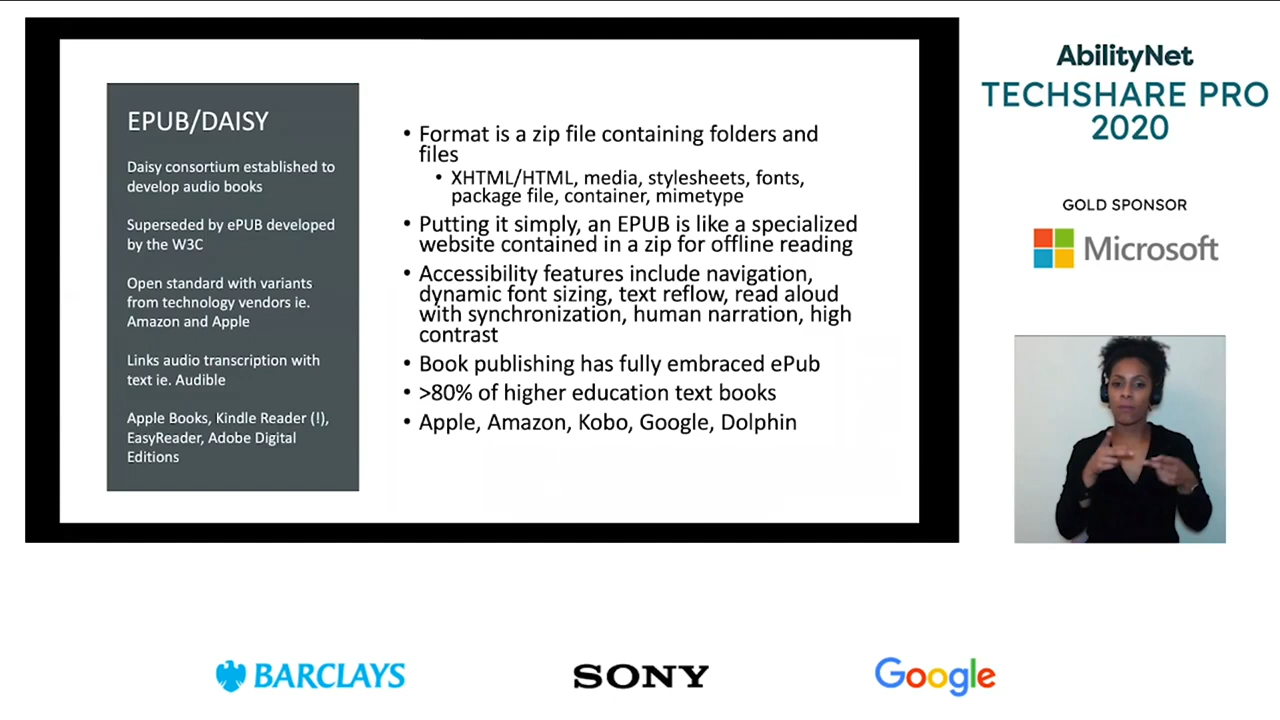 EPUB/DAISY
Daisy consortium established to
develop audio books
Superseded by ePUB developed
by the W3C
Open standard with variants
from technology vendors ie.
Amazon and Apple
Links audio transcription with
text ie. Audible
Apple Books, Kindle Reader (!),
EasyReader, Adobe Digital
Editions
• Format is a zip file containing folders and
files
• XHTML/HTML, media, stylesheets, fonts,
package file, container, mimetype
• Putting it simply, an EPUB is like a specialized
website contained in a zip for offline reading
• Accessibility features include navigation,
dynamic font sizing, text reflow, read aloud
with synchronization, human narration, high
contrast
• Book publishing has fully embraced ePub
• >80% of higher education text books
• Apple, Amazon, Kobo, Google, Dolphin
AbilityNet
TECHSHARE PRO
2020
GOLD SPONSOR
Microsoft
BARCLAYS
SONY
Google